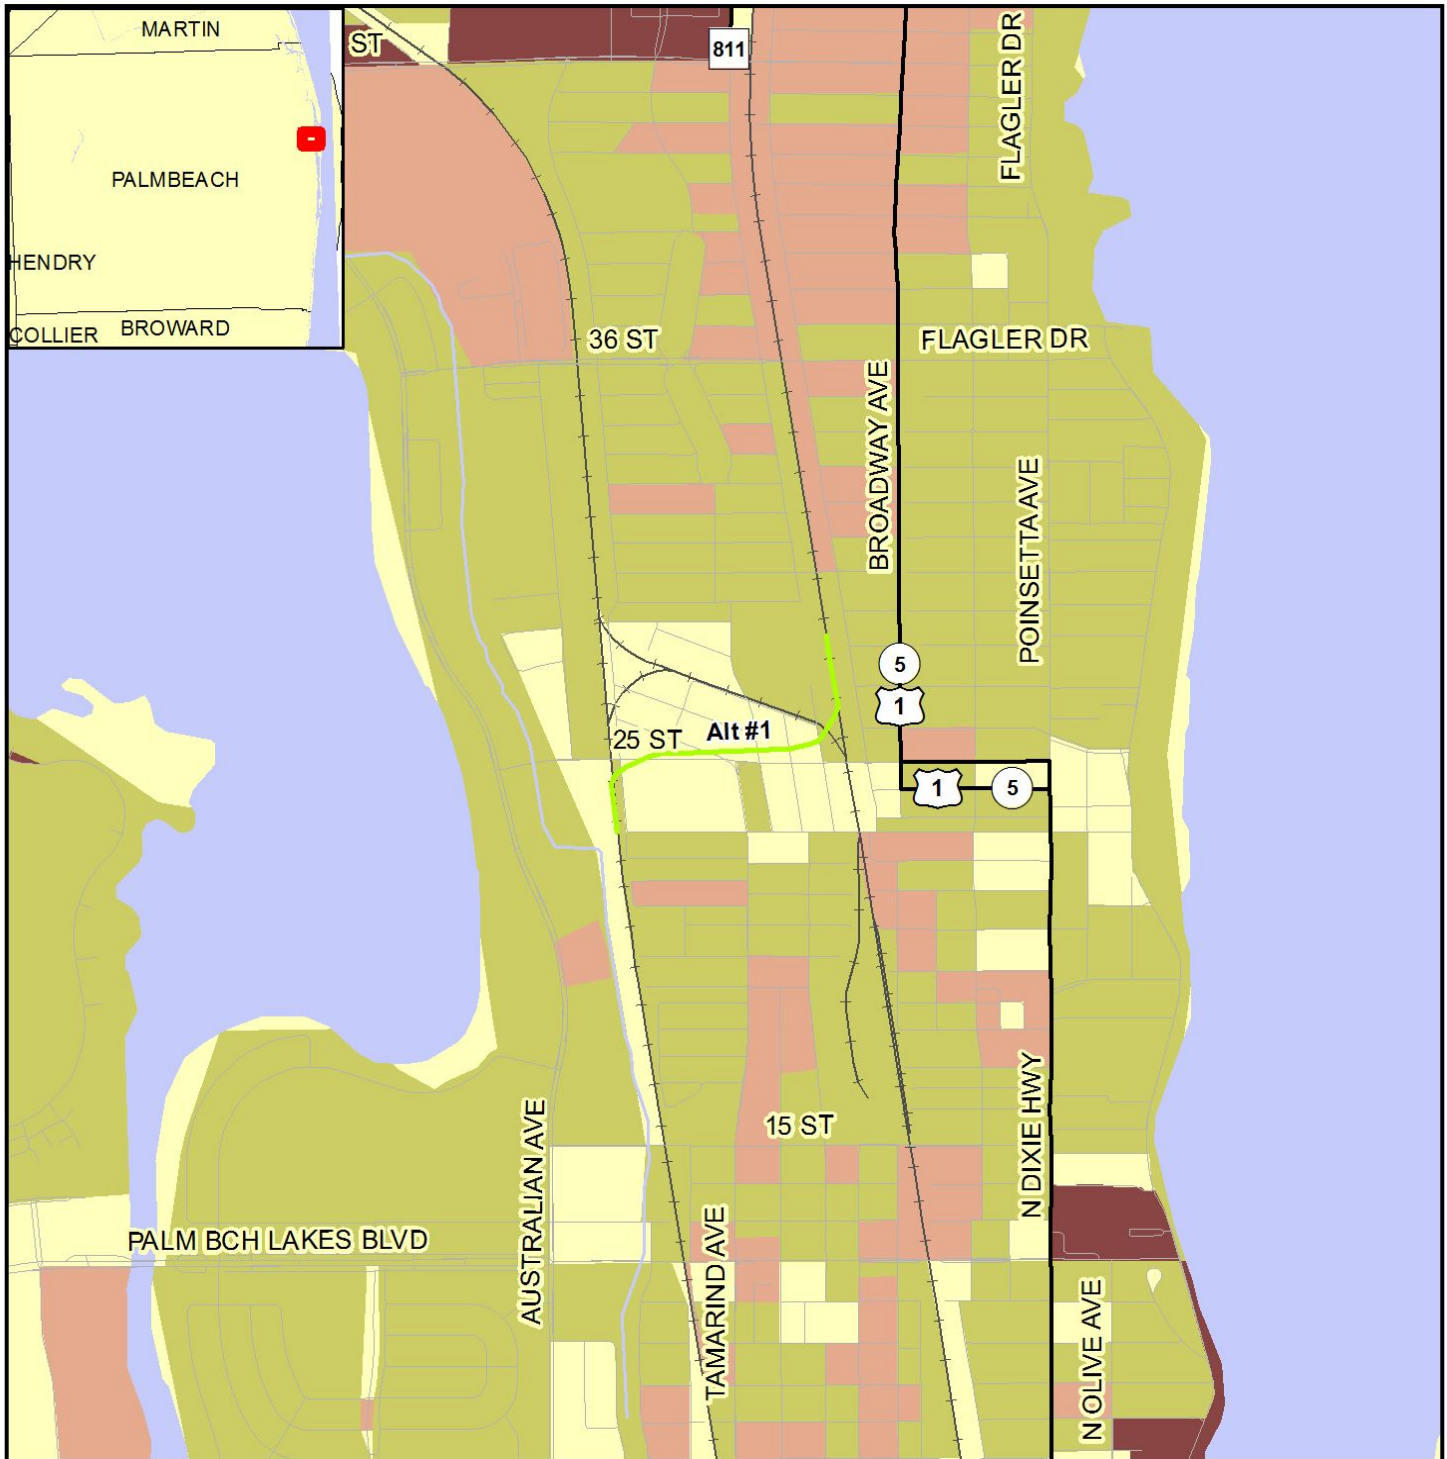 MARTIN
PALMBEACH
HENDRY
COLLIER
BROWARD
ST
811
FLAGLER DR
36 ST
FLAGLER DR
BROADWAY AVE
POINSETTA AVE
5
1
25 ST
Alt #1
1
5
15 ST
N DIXIE HWY
AUSTRALIAN AVE
PALM BCH LAKES BLVD
TAMARIND AVE
N OLIVE AVE